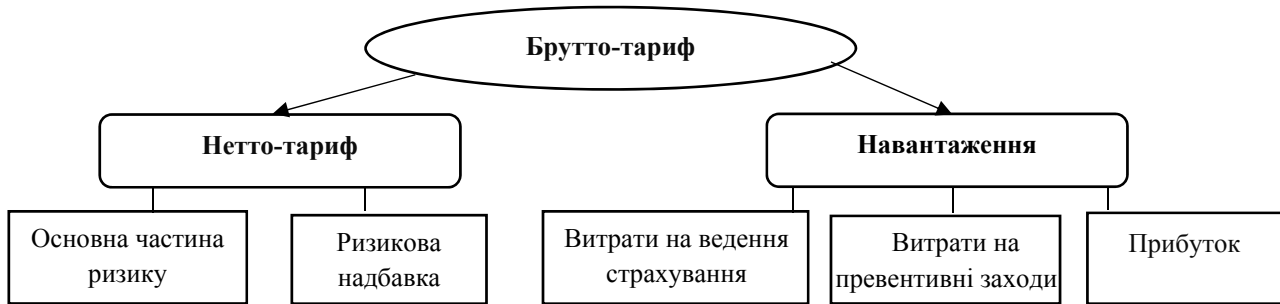 Брутто-тариф
Нетто-тариф
Навантаження
Основна частина
ризику
Ризикова
надбавка
Витрати на ведення
страхування
Витрати на
превентивні заходи
Прибуток